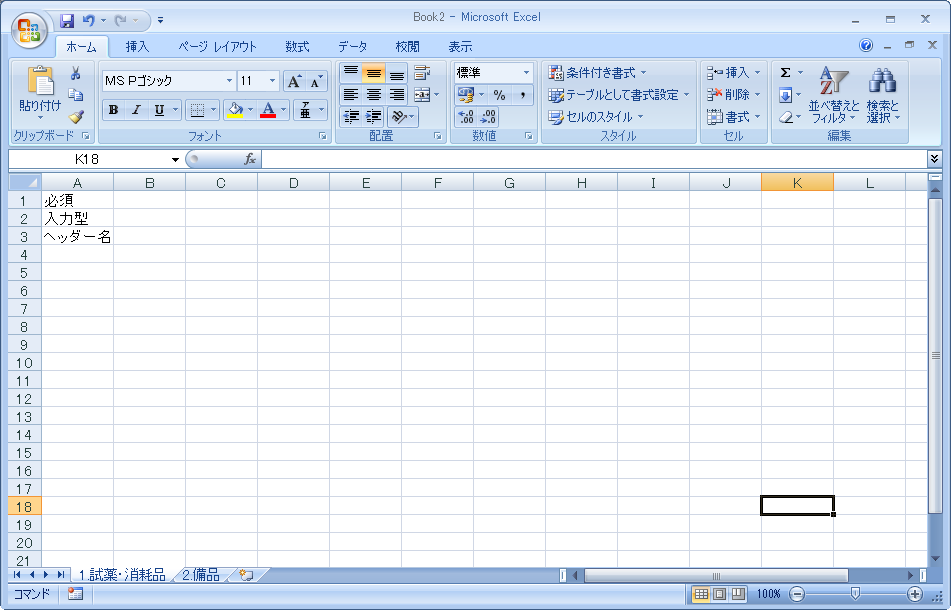 Book2 - Microsoft Excel
ホーム 挿入 ページ レイアウト 数式 データ 校閲 表示
貼り付け
クリップボード
MS Pゴシック 11
B I U A 亜
フォント
配置
標準
% ,
数値
条件付き書式
テーブルとして書式設定
セルのスタイル
スタイル
挿入
削除
書式
セル
Σ
並べ替えと
フィルタ
検索と
選択
編集
K18 fx
A B C D E F G H I J K L
1 必須
2 入力型
3 ヘッダー名
4
5
6
7
8
9
10
11
12
13
14
15
16
17
18
19
20
21
1.試薬・消耗品 2.備品
コマンド 100%